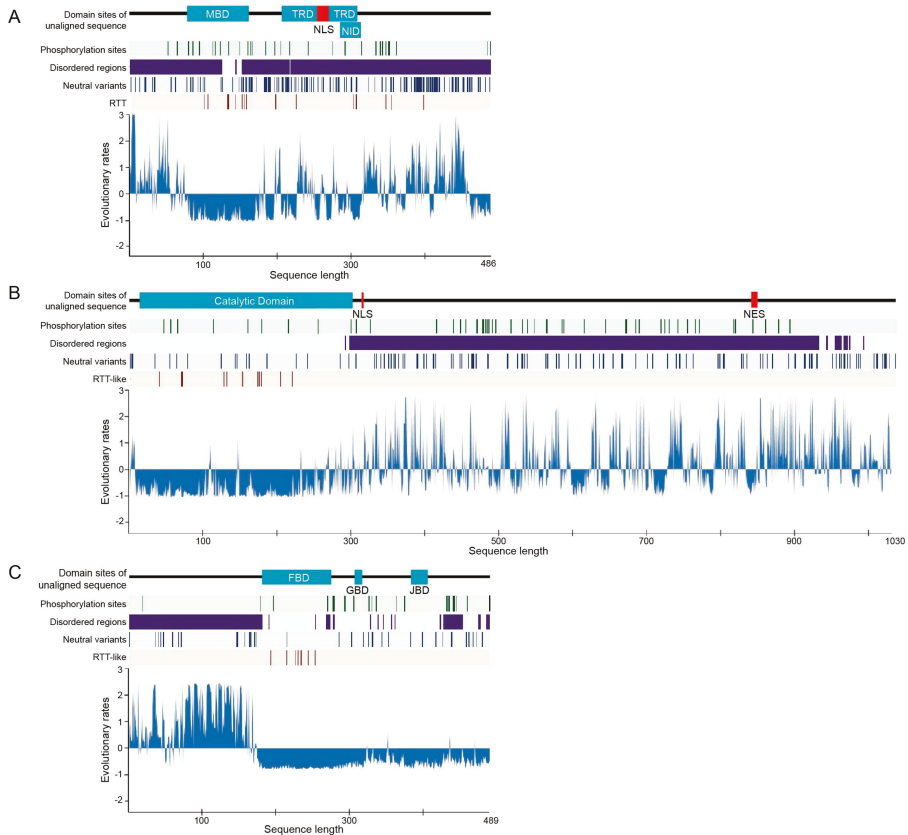 A
Domain sites of
unaligned sequence
MBD
TRD
TRD
NLS
NID
Phosphorylation sites
Disordered regions
Neutral variants
RTT
Evolutionary rates
3
2
1
0
-1
-2
100
300
486
Sequence length
B
Domain sites of
unaligned sequence
Catalytic Domain
NLS
NES
Phosphorylation sites
Disordered regions
Neutral variants
RTT-like
Evolutionary rates
3
2
1
0
-1
-2
100
300
500
700
900
1030
Sequence length
C
Domain sites of
unaligned sequence
FBD
GBD
JBD
Phosphorylation sites
Disordered regions
Neutral variants
RTT-like
Evolutionary rates
3
2
1
0
-1
-2
100
300
489
Sequence length